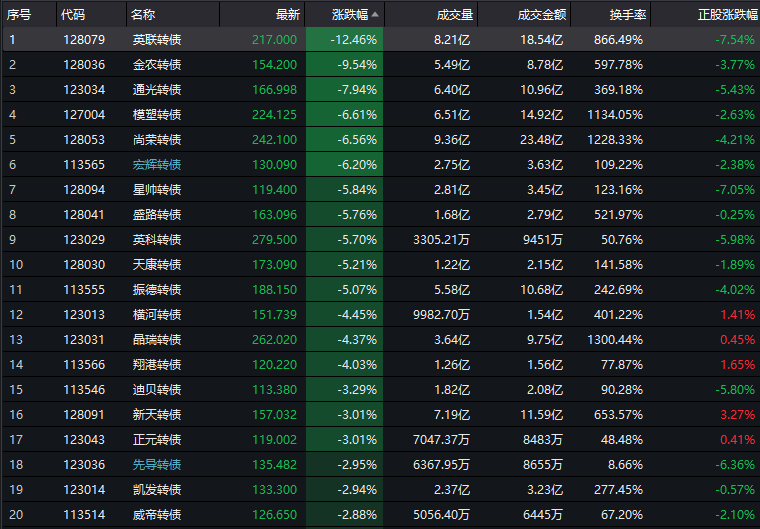 序号 代码 名称 最新 涨跌幅 成交量 成交金额 换手率 正股涨跌幅
1 128079 英联转债 217.000 -12.46% 8.21亿 18.54亿 866.49% -7.54%
2 128036 金农转债 154.200 -9.54% 5.49亿 8.78亿 597.78% -3.77%
3 123034 通光转债 166.998 -7.94% 6.40亿 10.96亿 369.18% -5.43%
4 127004 模塑转债 224.125 -6.61% 6.51亿 14.92亿 1134.05% -2.63%
5 128053 尚荣转债 242.100 -6.56% 9.36亿 23.48亿 1228.33% -4.21%
6 113565 宏辉转债 130.090 -6.20% 2.75亿 3.63亿 109.22% -2.38%
7 128094 星帅转债 119.400 -5.84% 2.81亿 3.45亿 123.16% -7.05%
8 128041 盛路转债 163.096 -5.76% 1.68亿 2.79亿 521.97% -0.25%
9 123029 英科转债 279.500 -5.70% 3305.21万 9451万 50.76% -5.98%
10 128030 天康转债 173.090 -5.21% 1.22亿 2.15亿 141.58% -1.89%
11 113555 振德转债 188.150 -5.07% 5.58亿 10.68亿 242.69% -4.02%
12 123013 横河转债 151.739 -4.45% 9982.70万 1.54亿 401.22% 1.41%
13 123031 晶瑞转债 262.020 -4.37% 3.64亿 9.75亿 1300.44% 0.45%
14 113566 翔港转债 120.220 -4.03% 1.26亿 1.56亿 77.87% 1.65%
15 113546 迪贝转债 113.380 -3.29% 1.82亿 2.08亿 90.28% -5.80%
16 128091 新天转债 157.032 -3.01% 7.19亿 11.59亿 653.57% 3.27%
17 123043 正元转债 119.002 -3.01% 7047.37万 8483万 48.48% 0.41%
18 123036 先导转债 135.482 -2.95% 6367.95万 8655万 8.66% -6.36%
19 123014 凯发转债 133.300 -2.94% 2.37亿 3.23亿 277.45% -0.57%
20 113514 威帝转债 126.650 -2.88% 5056.40万 6445万 67.20% -2.10%